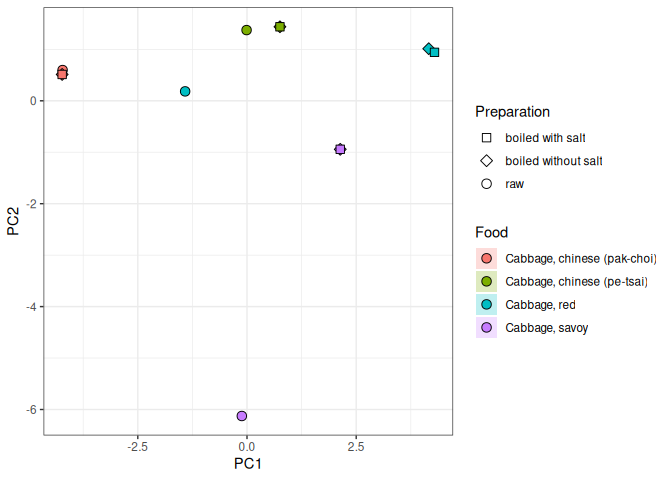 0
-2
-4
-6
PC2
-2.5
0.0
2.5
PC1
Preparation
boiled with salt
boiled without salt
raw
Food
Cabbage, chinese (pak-choi)
Cabbage, chinese (pe-tsai)
Cabbage, red
Cabbage, savoy